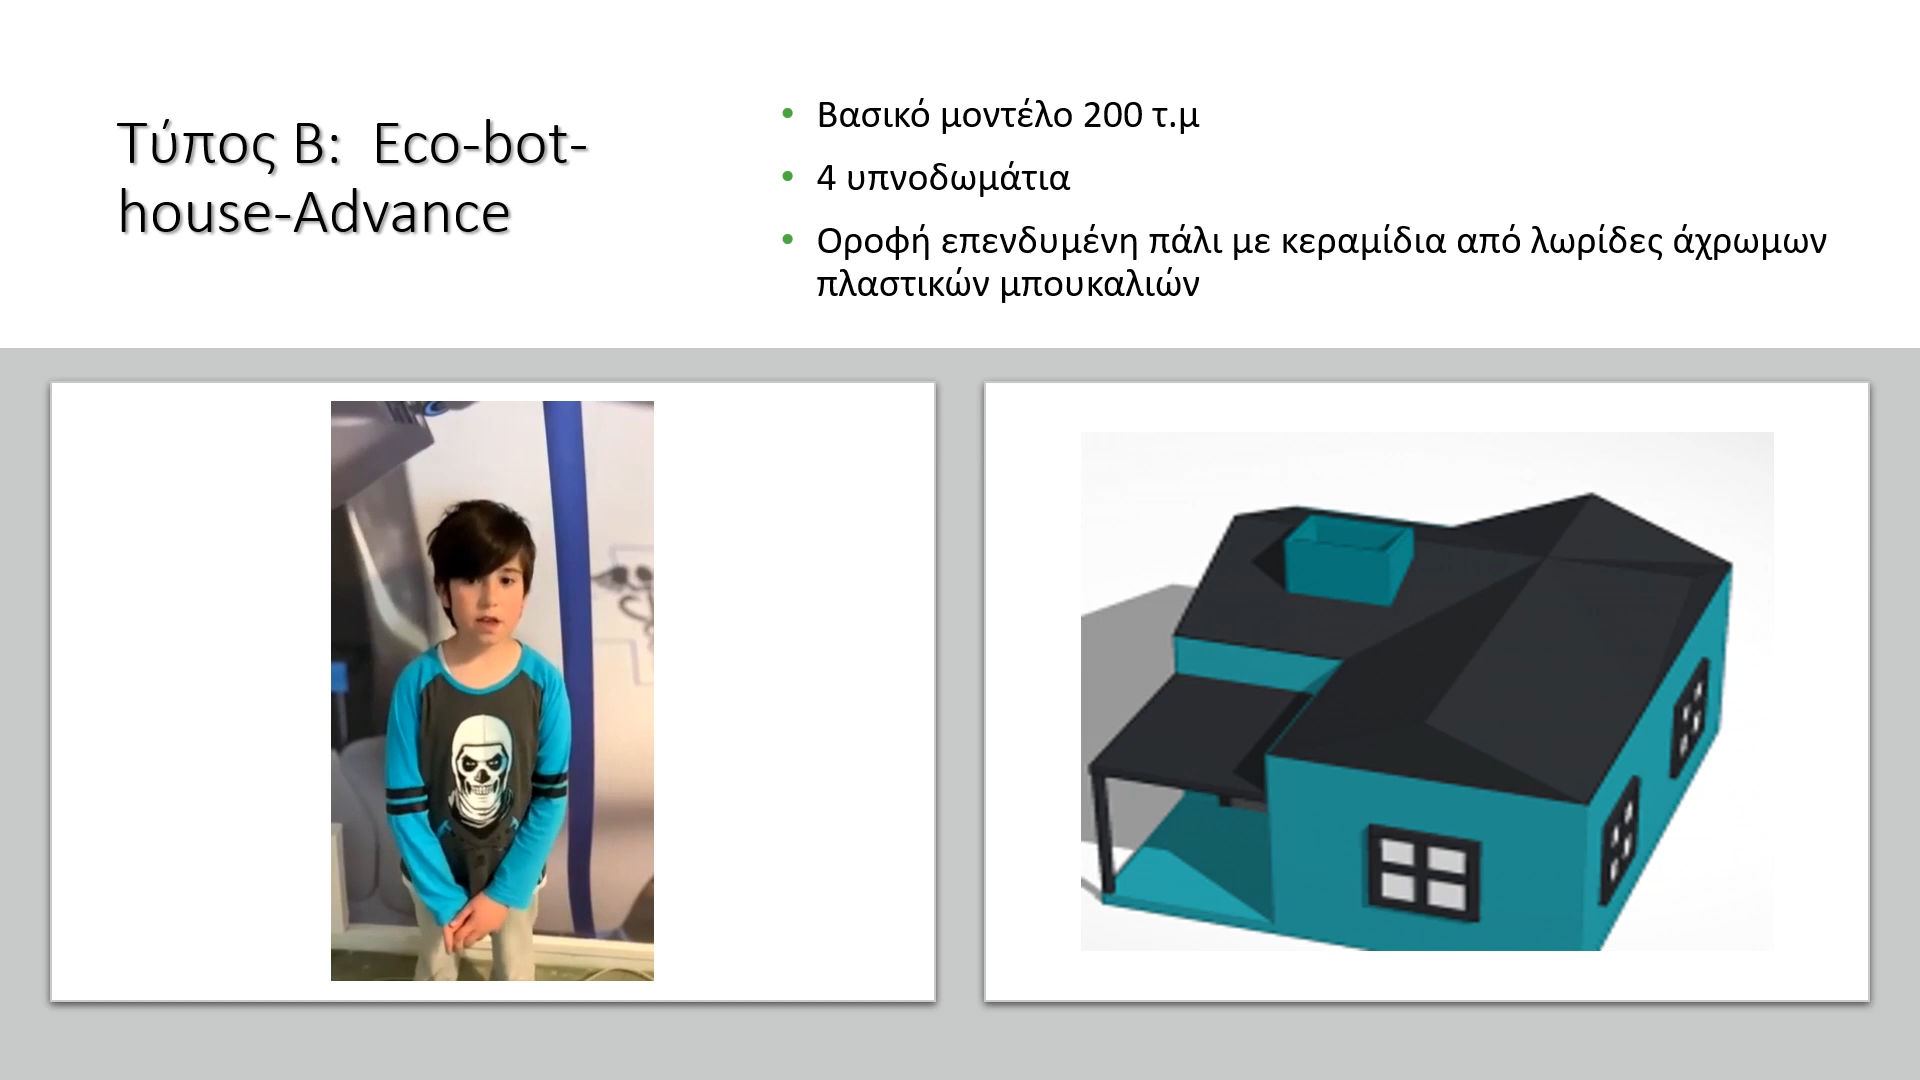 Τύπος Β:  Eco-bot-
house-Advance
• Βασικό μοντέλο 200 τ.μ
• 4 υπνοδωμάτια
• Οροφή επενδυμένη πάλι με κεραμίδια από λωρίδες άχρωμων
πλαστικών μπουκαλιών